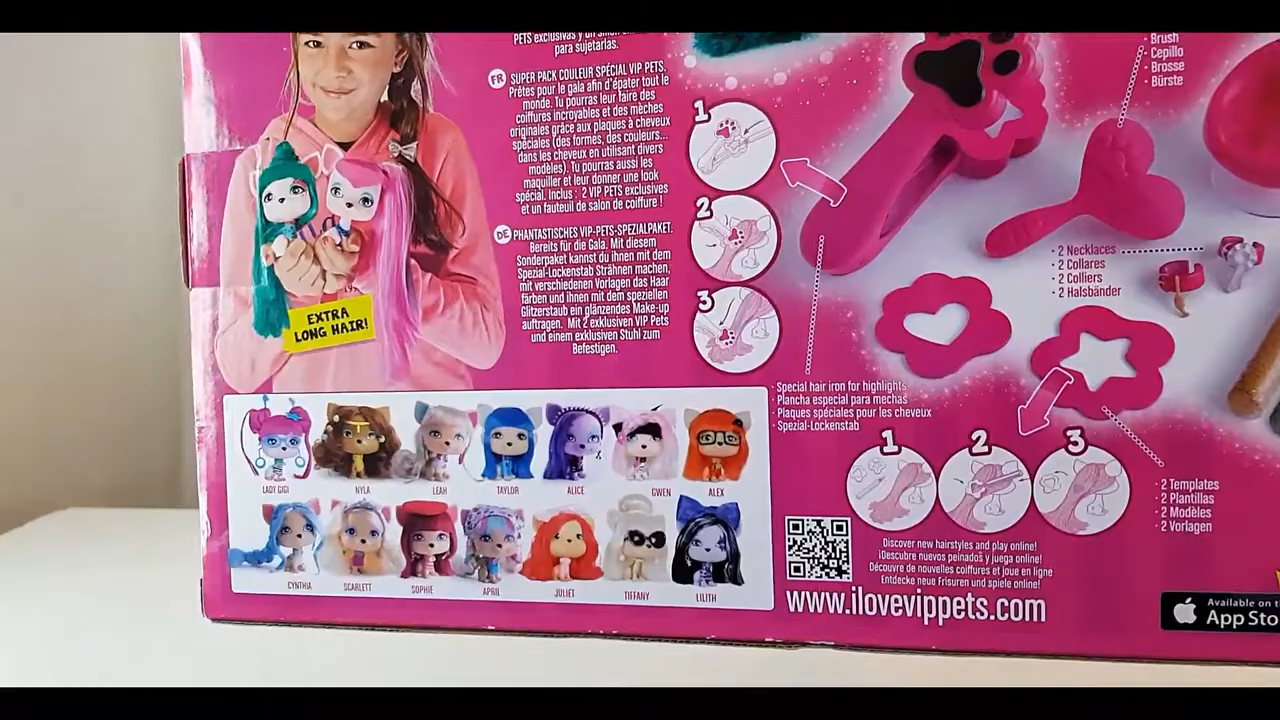 PETS exclusivas y un
para sujetarlas.
FR SUPER PACK COULEUR SPÉCIAL VIP PETS.
Prêtes pour le gala afin d'épater tout le
monde. Tu pourras leur faire des
coiffures incroyables et des mèches
originales grâce aux plaques à cheveux
spéciales (des formes, des couleurs...
dans les cheveux en utilisant divers
modèles). Tu pourras aussi les
maquiller et leur donner une look
spécial. Inclus : 2 VIP PETS exclusives
et un fauteuil de salon de coiffure !
DE PHANTASTISCHES VIP-PETS-SPEZIALPAKET.
Bereits für die Gala. Mit diesem
Sonderpaket kannst du ihnen mit dem
Spezial-Lockenstab Strähnen machen,
mit verschiedenen Vorlagen das Haar
färben und ihnen mit dem speziellen
Glitzerstaub ein glänzendes Make-up
auftragen. Mit 2 exklusiven VIP Pets
und einem exklusiven Stuhl zum
Befestigen.
EXTRA
LONG HAIR!
LADY GIGI
NYLA
LEAH
TAYLOR
ALICE
GWEN
ALEX
CYNTHIA
SCARLETT
SOPHIE
APRIL
JULIET
TIFFANY
LILITH
1
2
3
· Brush
· Cepillo
· Brosse
· Bürste
· 2 Necklaces
· 2 Collares
· 2 Colliers
· 2 Halsbänder
· Special hair iron for highlights
· Plancha especial para mechas
· Plaques spéciales pour les cheveux
· Spezial-Lockenstab
1
2
3
· 2 Templates
· 2 Plantillas
· 2 Modèles
· 2 Vorlagen
Discover new hairstyles and play online!
¡Descubre nuevos peinados y juega online!
Découvre de nouvelles coiffures et joue en ligne
Entdecke neue Frisuren und spiele online!
www.ilovevippets.com
Available on
App Sto